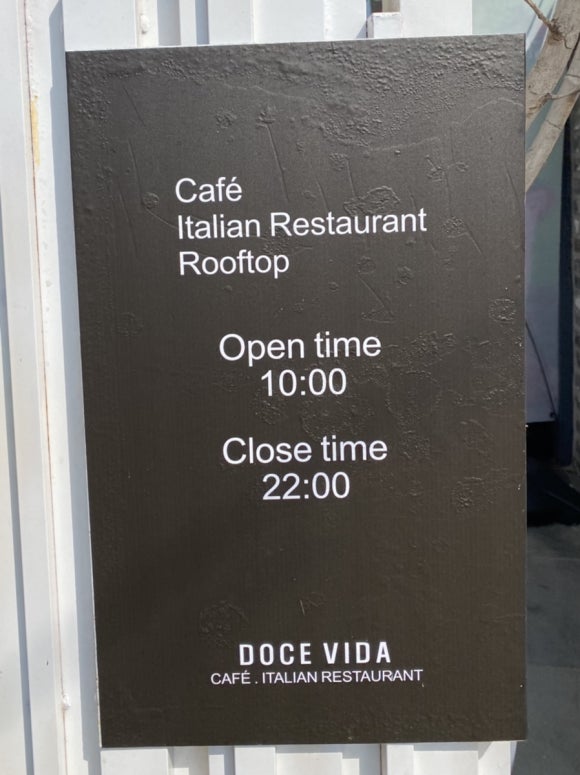 Café
Italian Restaurant
Rooftop
Open time
10:00
Close time
22:00
DOCE VIDA
CAFÉ . ITALIAN RESTAURANT